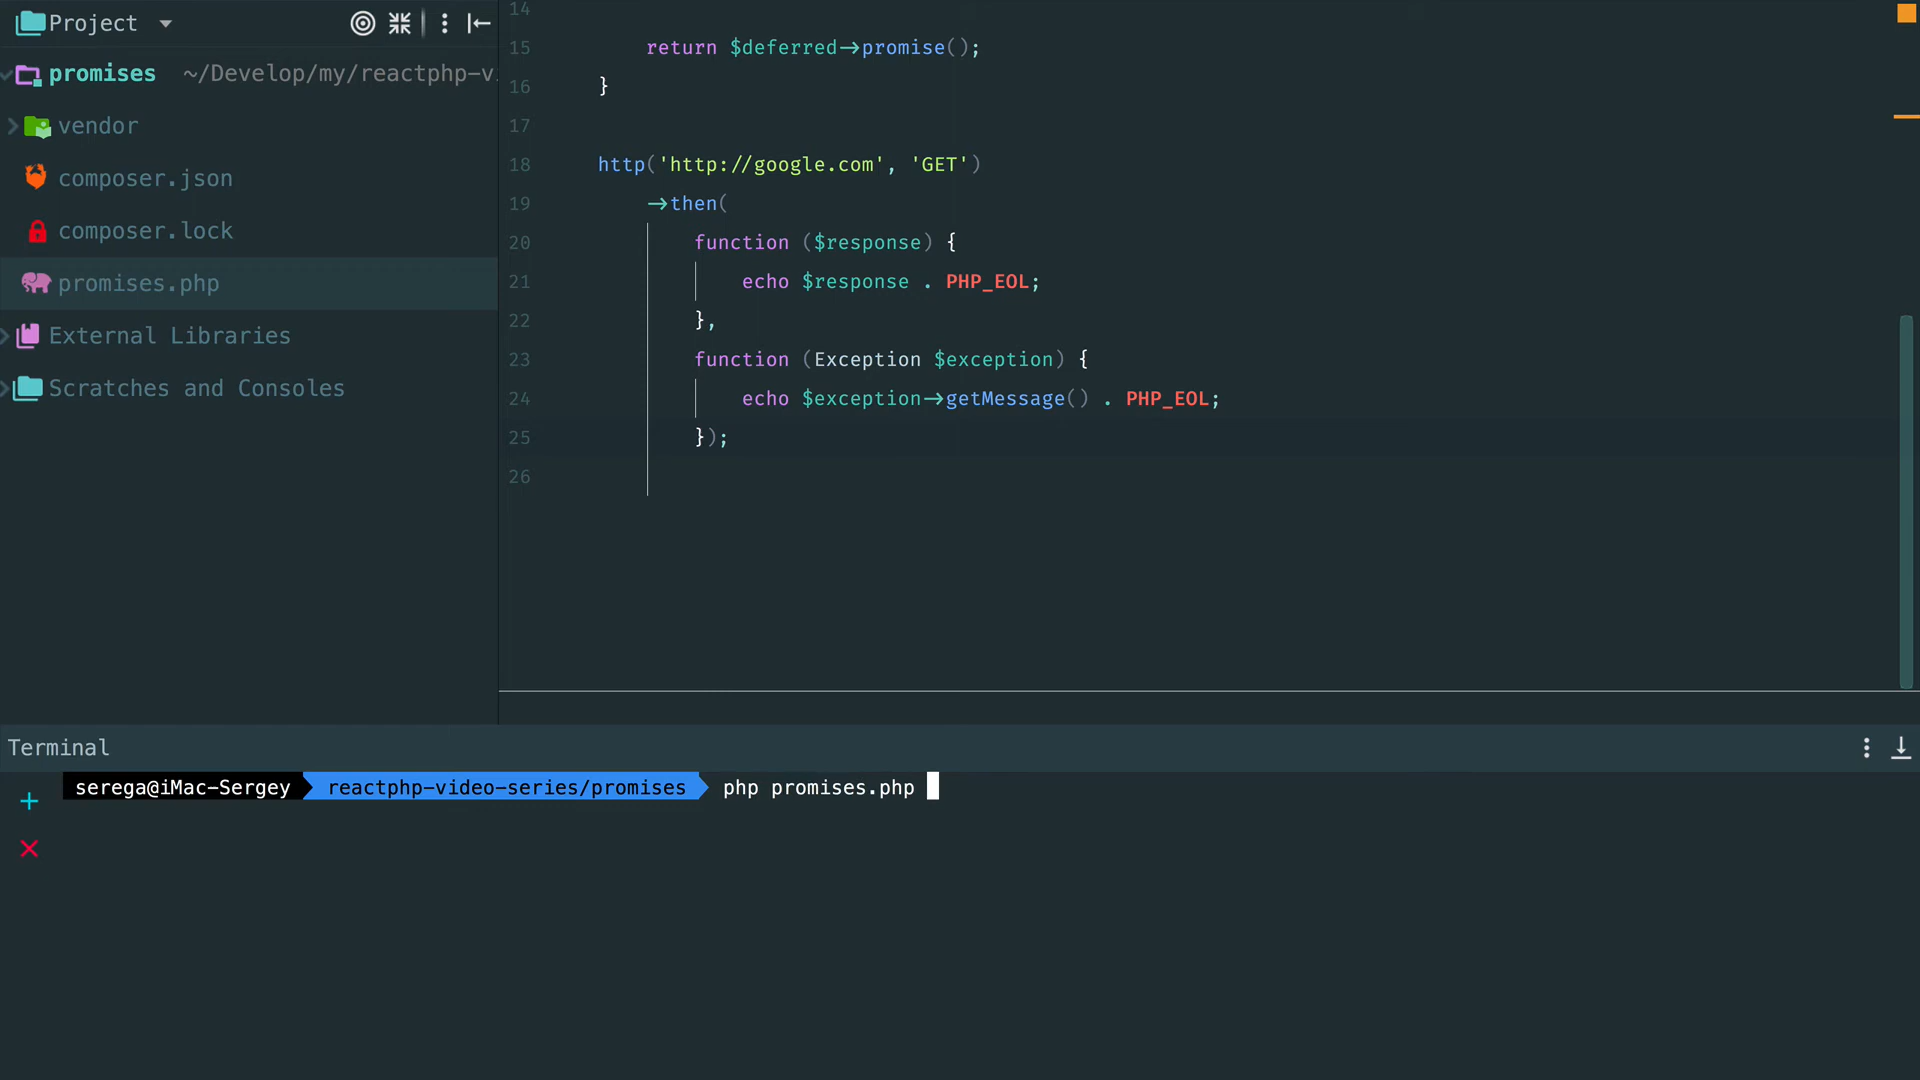 Project
promises ~/Develop/my/reactphp-v
vendor
composer.json
composer.lock
promises.php
External Libraries
Scratches and Consoles
14
15 return $deferred->promise();
16 }
17
18 http('http://google.com', 'GET')
19 ->then(
20 function ($response) {
21 echo $response . PHP_EOL;
22 },
23 function (Exception $exception) {
24 echo $exception->getMessage() . PHP_EOL;
25 });
26
Terminal
serega@iMac-Sergey reactphp-video-series/promises php promises.php